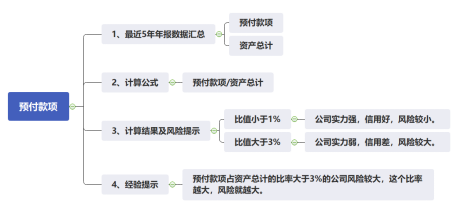 预付款项
1、最近5年年报数据汇总
预付款项
资产总计
2、计算公式
预付款项/资产总计
3、计算结果及风险提示
比值小于1%
公司实力强，信用好，风险较小。
比值大于3%
公司实力弱，信用差，风险较大。
4、经验提示
预付款项占资产总计的比率大于3%的公司风险较大，这个比率
越大，风险就越大。